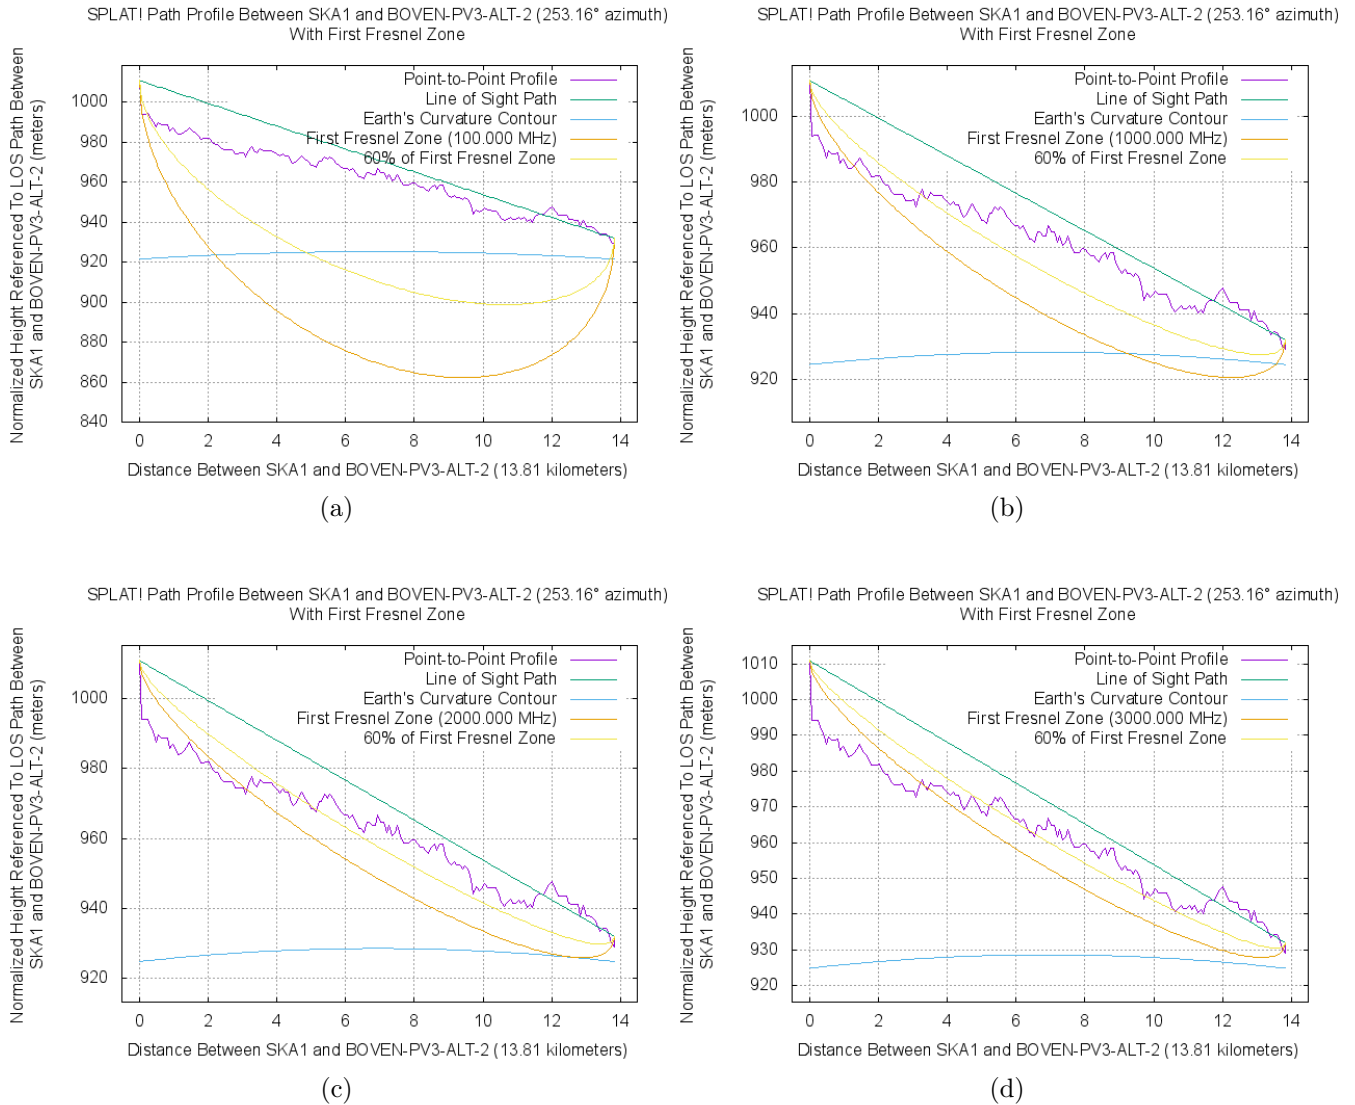 SPLAT! Path Profile Between SKA1 and BOVEN-PV3-ALT-2 (253.16° azimuth)
With First Fresnel Zone
Normalized Height Referenced To LOS Path Between
SKA1 and BOVEN-PV3-ALT-2 (meters)
Point-to-Point Profile
Line of Sight Path
Earth's Curvature Contour
First Fresnel Zone (100.000 MHz)
60% of First Fresnel Zone
1000
980
960
940
920
900
880
860
840
0 2 4 6 8 10 12 14
Distance Between SKA1 and BOVEN-PV3-ALT-2 (13.81 kilometers)
(a)
SPLAT! Path Profile Between SKA1 and BOVEN-PV3-ALT-2 (253.16° azimuth)
With First Fresnel Zone
Normalized Height Referenced To LOS Path Between
SKA1 and BOVEN-PV3-ALT-2 (meters)
Point-to-Point Profile
Line of Sight Path
Earth's Curvature Contour
First Fresnel Zone (1000.000 MHz)
60% of First Fresnel Zone
1000
980
960
940
920
0 2 4 6 8 10 12 14
Distance Between SKA1 and BOVEN-PV3-ALT-2 (13.81 kilometers)
(b)
SPLAT! Path Profile Between SKA1 and BOVEN-PV3-ALT-2 (253.16° azimuth)
With First Fresnel Zone
Normalized Height Referenced To LOS Path Between
SKA1 and BOVEN-PV3-ALT-2 (meters)
Point-to-Point Profile
Line of Sight Path
Earth's Curvature Contour
First Fresnel Zone (2000.000 MHz)
60% of First Fresnel Zone
1000
980
960
940
920
0 2 4 6 8 10 12 14
Distance Between SKA1 and BOVEN-PV3-ALT-2 (13.81 kilometers)
(c)
SPLAT! Path Profile Between SKA1 and BOVEN-PV3-ALT-2 (253.16° azimuth)
With First Fresnel Zone
Normalized Height Referenced To LOS Path Between
SKA1 and BOVEN-PV3-ALT-2 (meters)
Point-to-Point Profile
Line of Sight Path
Earth's Curvature Contour
First Fresnel Zone (3000.000 MHz)
60% of First Fresnel Zone
1010
1000
990
980
970
960
950
940
930
920
0 2 4 6 8 10 12 14
Distance Between SKA1 and BOVEN-PV3-ALT-2 (13.81 kilometers)
(d)